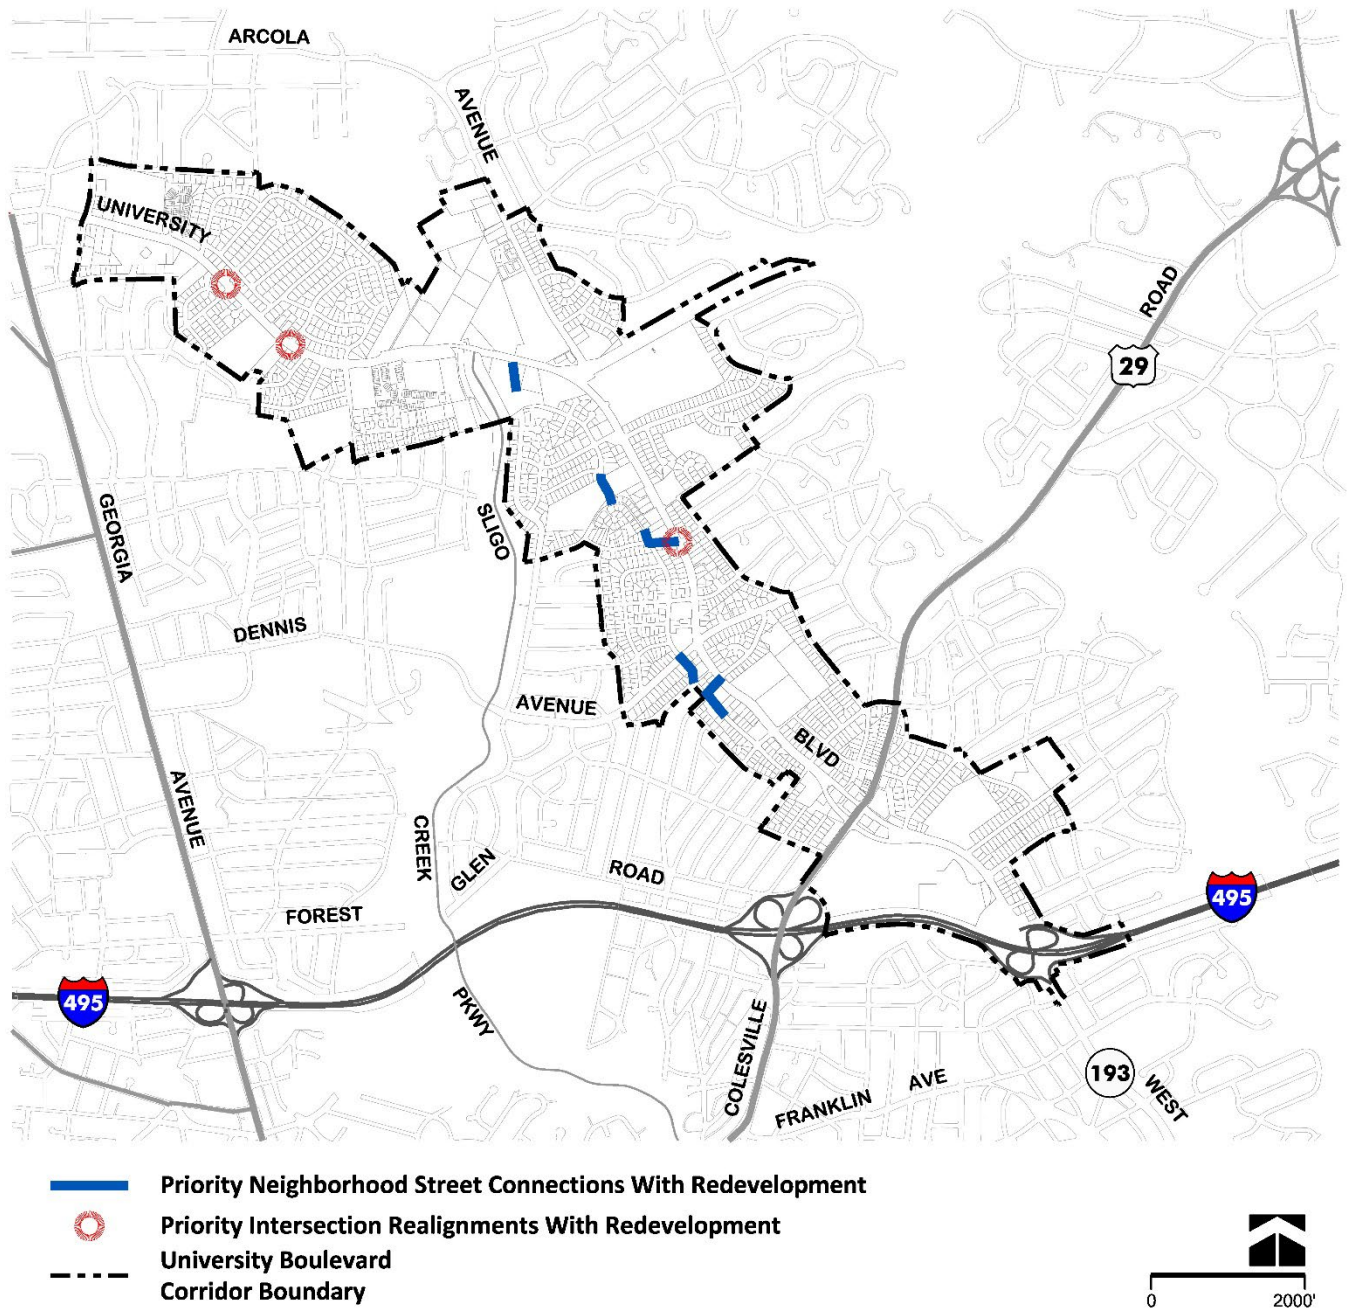 ARCOLA
AVENUE
UNIVERSITY
ROAD
29
GEORGIA
SLIGO
DENNIS
AVENUE
BLVD
AVENUE
CREEK
GLEN
ROAD
FOREST
495
495
PKWY
COLESVILLE
FRANKLIN AVE
193
WEST
Priority Neighborhood Street Connections With Redevelopment
Priority Intersection Realignments With Redevelopment
University Boulevard
Corridor Boundary
0 2000'